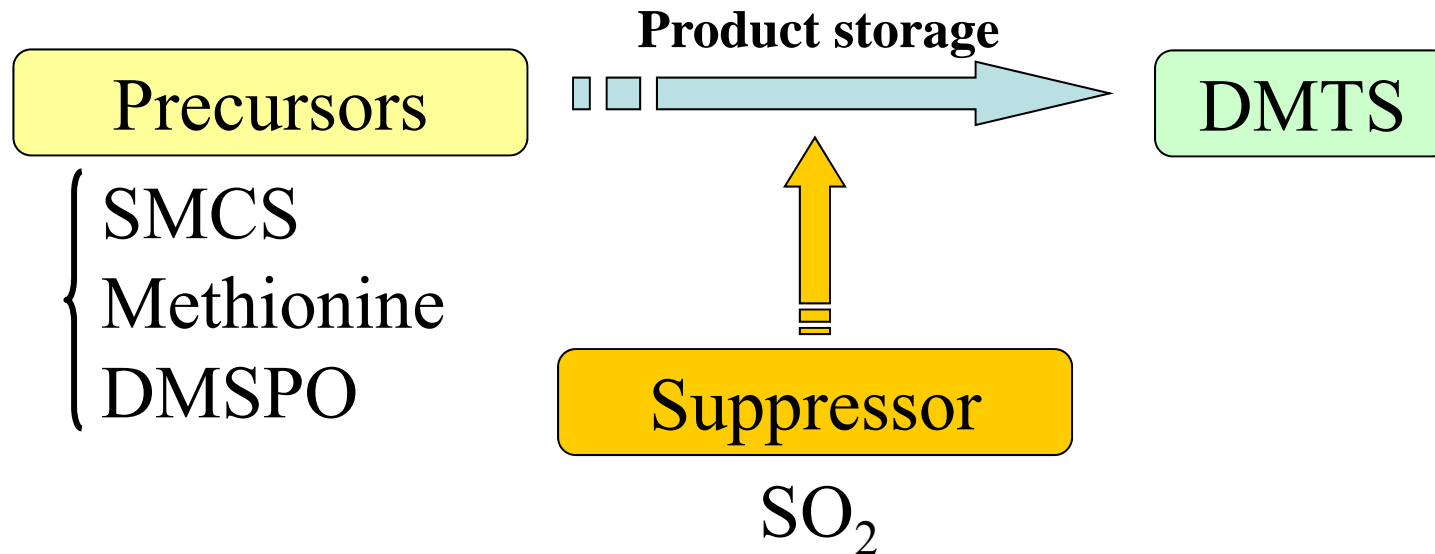 Product storage
Precursors
DMTS
SMCS
Methionine
DMSPO
Suppressor
SO₂